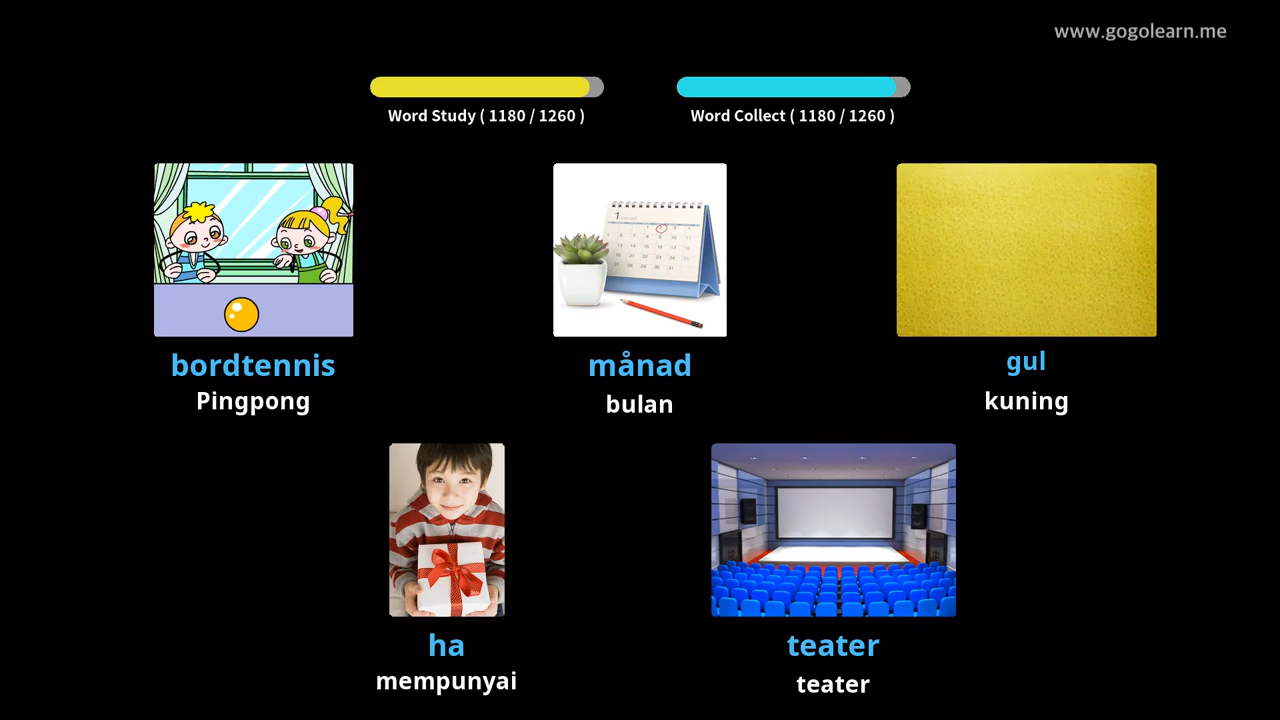 www.gogolearn.me
Word Study ( 1180 / 1260 )
Word Collect ( 1180 / 1260 )
bordtennis
Pingpong
månad
bulan
gul
kuning
ha
mempunyai
teater
teater